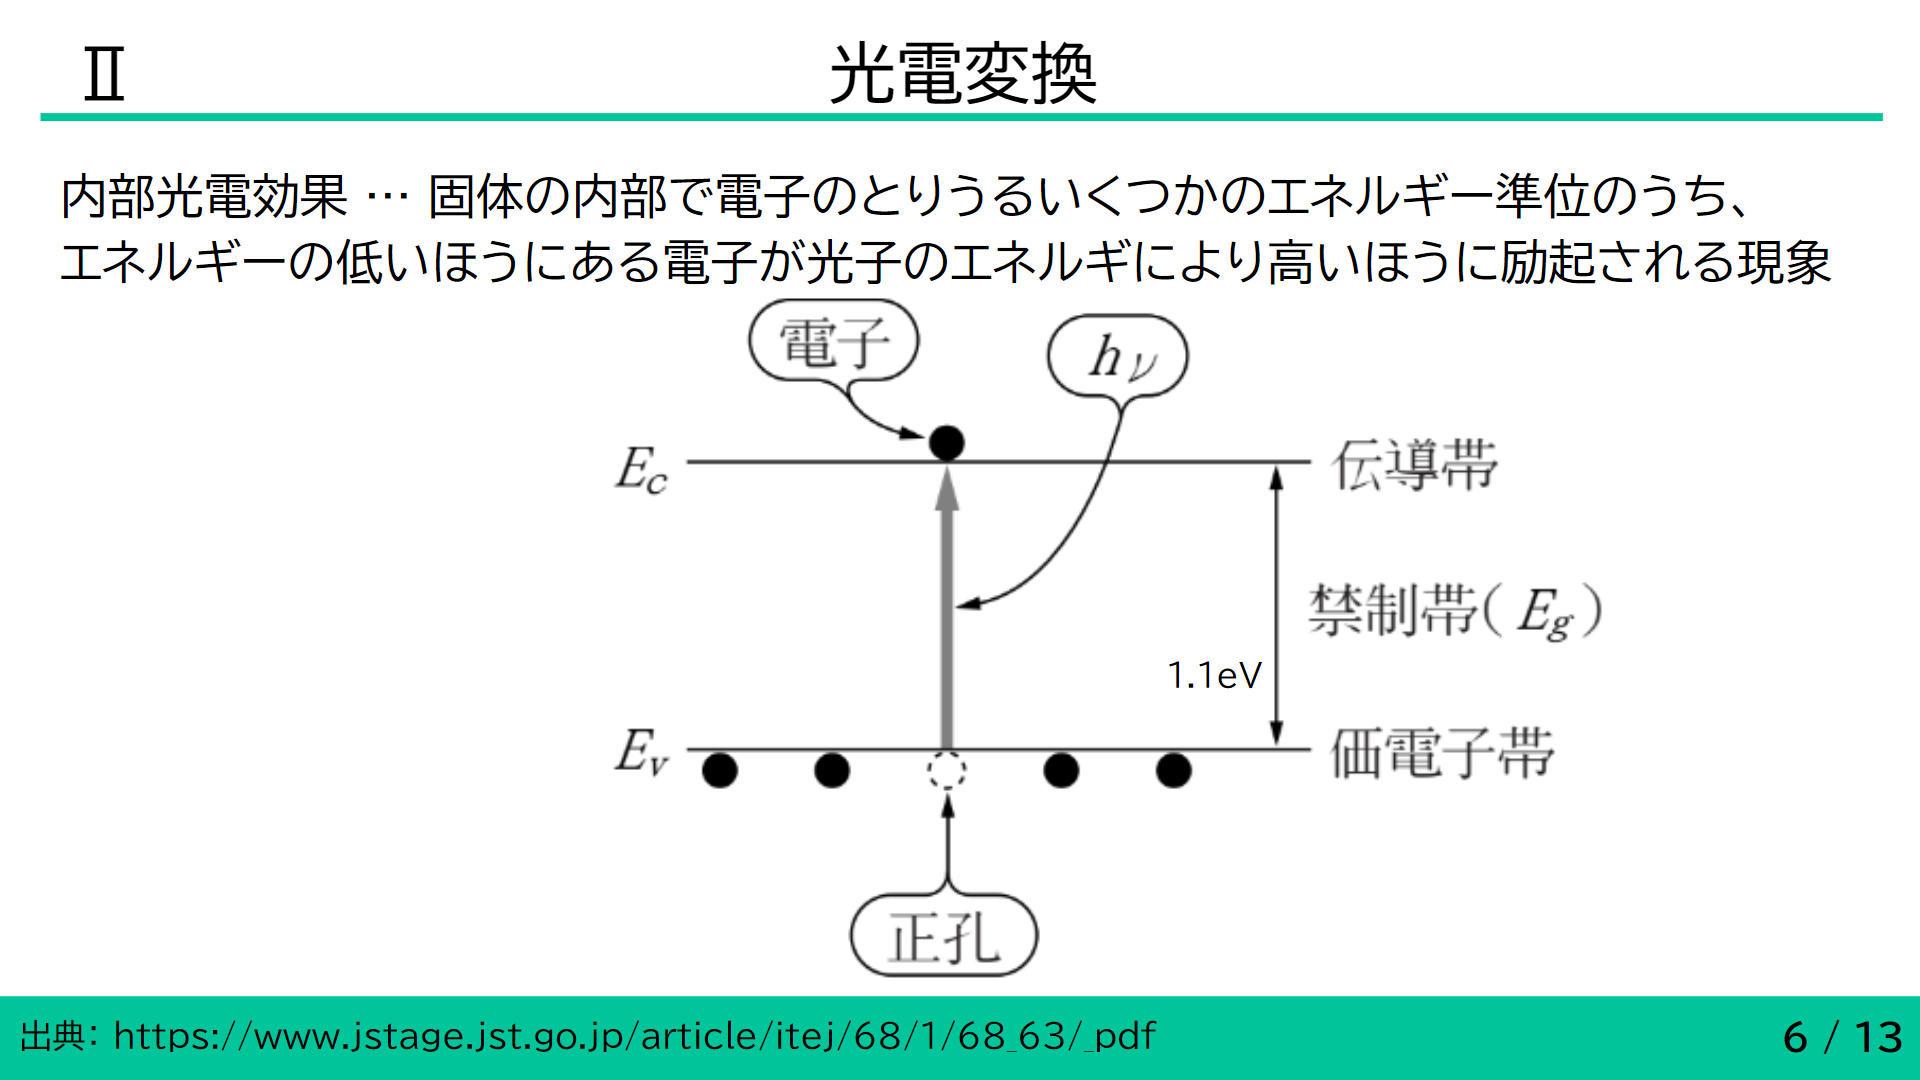 Ⅱ
光電変換
内部光電効果 … 固体の内部で電子のとりうるいくつかのエネルギー準位のうち、
エネルギーの低いほうにある電子が光子のエネルギにより高いほうに励起される現象
電子
hν
Ec
伝導帯
禁制帯(Eg)
1.1eV
Ev
価電子帯
正孔
出典： https://www.jstage.jst.go.jp/article/itej/68/1/68_63/_pdf
6 / 13